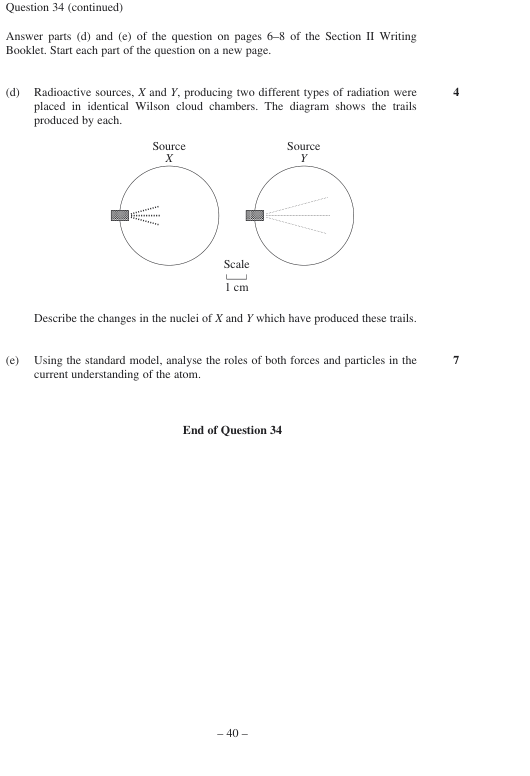 Question 34 (continued)
Answer parts (d) and (e) of the question on pages 6–8 of the Section II Writing
Booklet. Start each part of the question on a new page.
(d) Radioactive sources, X and Y, producing two different types of radiation were 4
placed in identical Wilson cloud chambers. The diagram shows the trails
produced by each.
Source Source
X Y
Scale
1 cm
Describe the changes in the nuclei of X and Y which have produced these trails.
(e) Using the standard model, analyse the roles of both forces and particles in the 7
current understanding of the atom.
End of Question 34
– 40 –